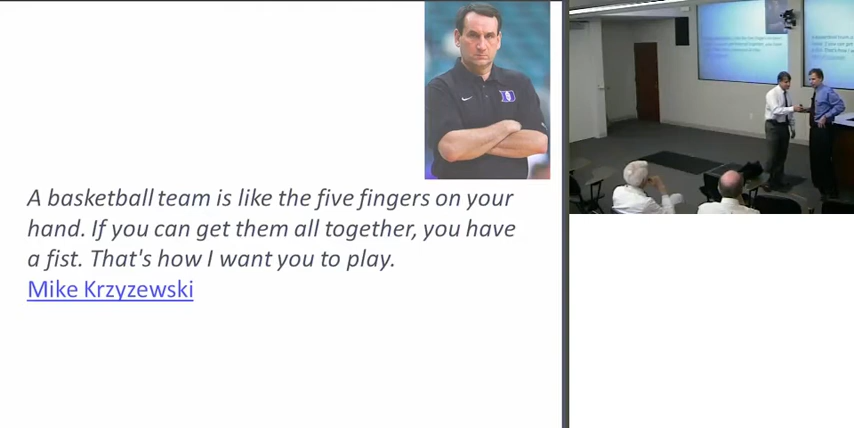 A basketball team is like the five fingers on your
hand. If you can get them all together, you have
a fist. That's how I want you to play.
Mike Krzyzewski